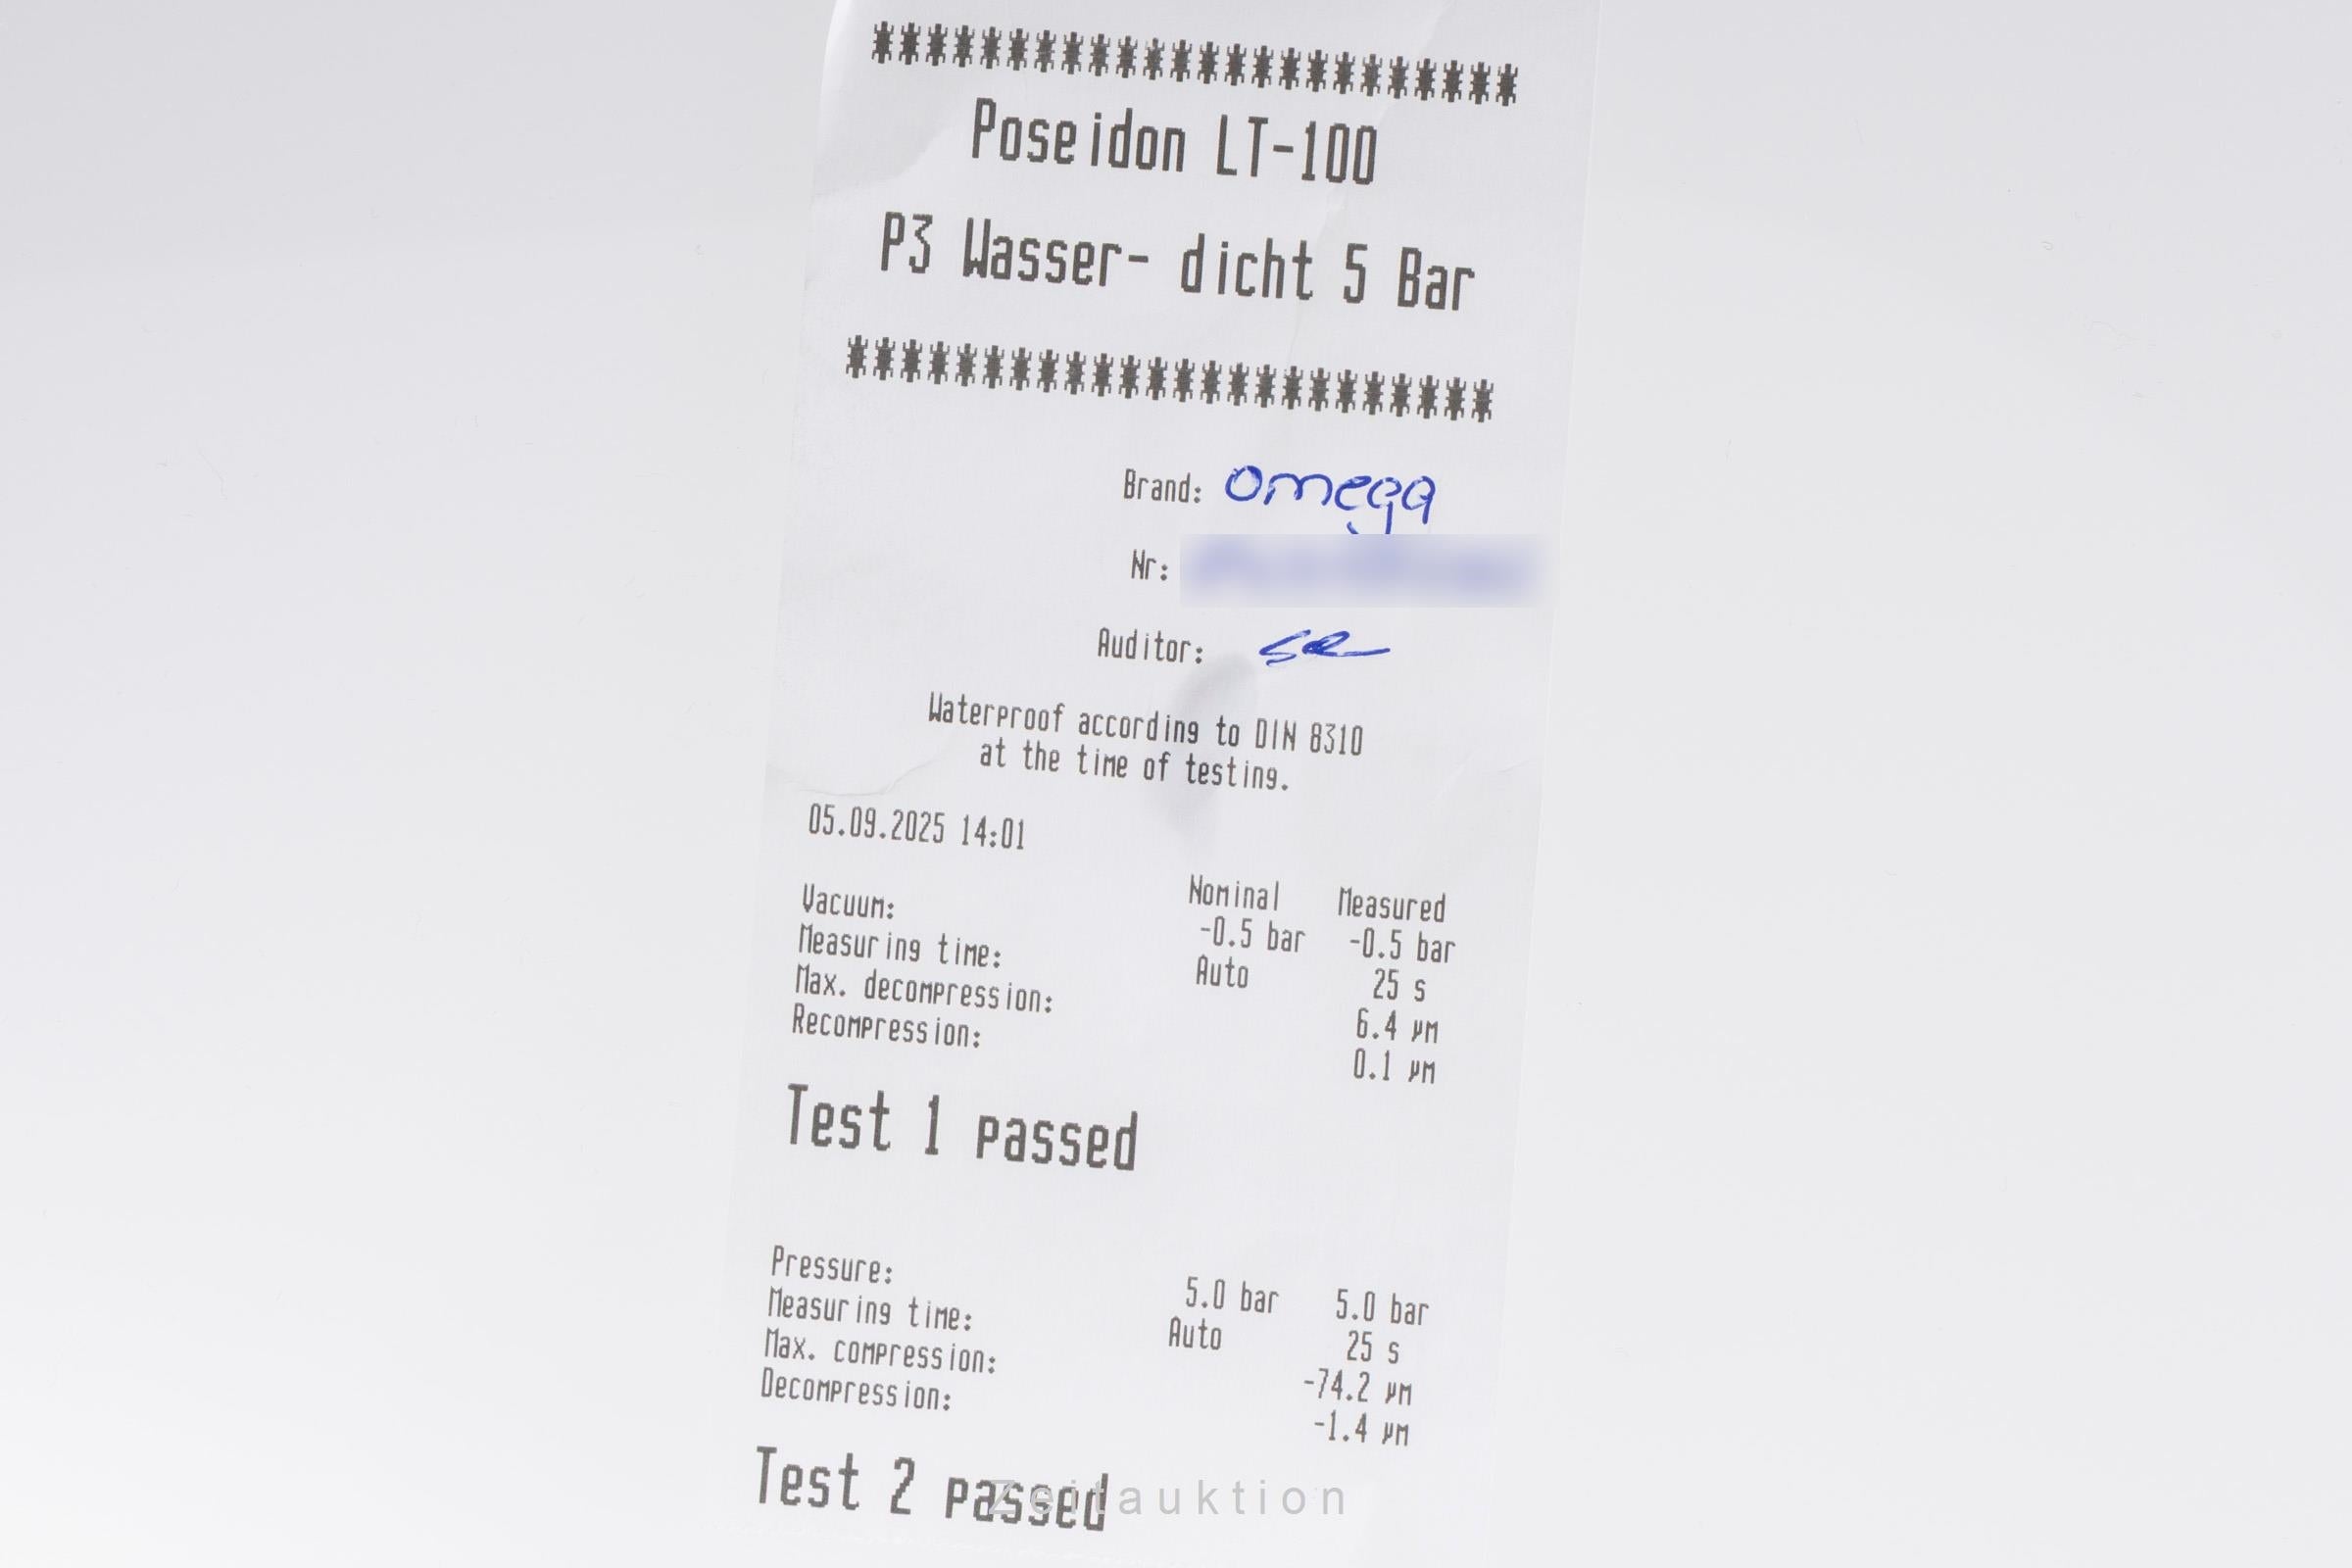 ************************
Poseidon LT-100
P3 Wasser- dicht 5 Bar
************************
Brand: Omega
Nr:
Auditor:
Waterproof according to DIN 8310
at the time of testing.
05.09.2025 14:01
Nominal Measured
Vacuum: -0.5 bar -0.5 bar
Measuring time: Auto 25 s
Max. decompression: 6.4 µm
Recompression: 0.1 µm
Test 1 passed
Pressure: 5.0 bar 5.0 bar
Measuring time: Auto 25 s
Max. compression: -74.2 µm
Decompression: -1.4 µm
Test 2 passed
Zeitauktion